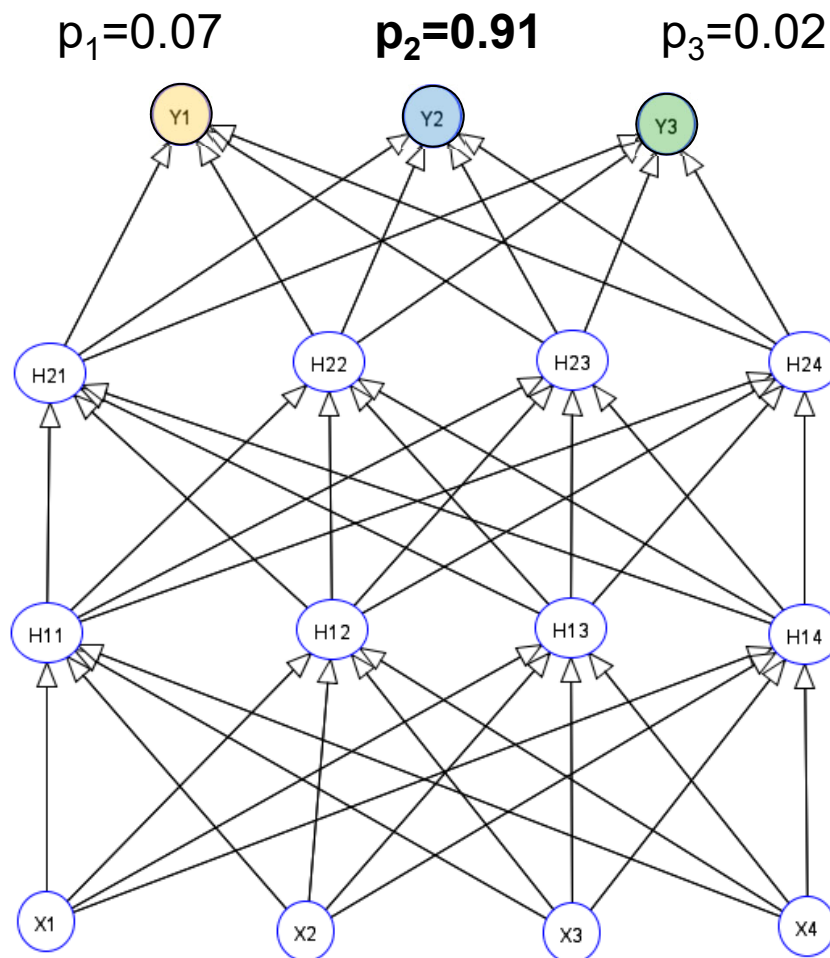 p₁=0.07 p₂=0.91 p₃=0.02
Y1 Y2 Y3
H21 H22 H23 H24
H11 H12 H13 H14
X1 X2 X3 X4